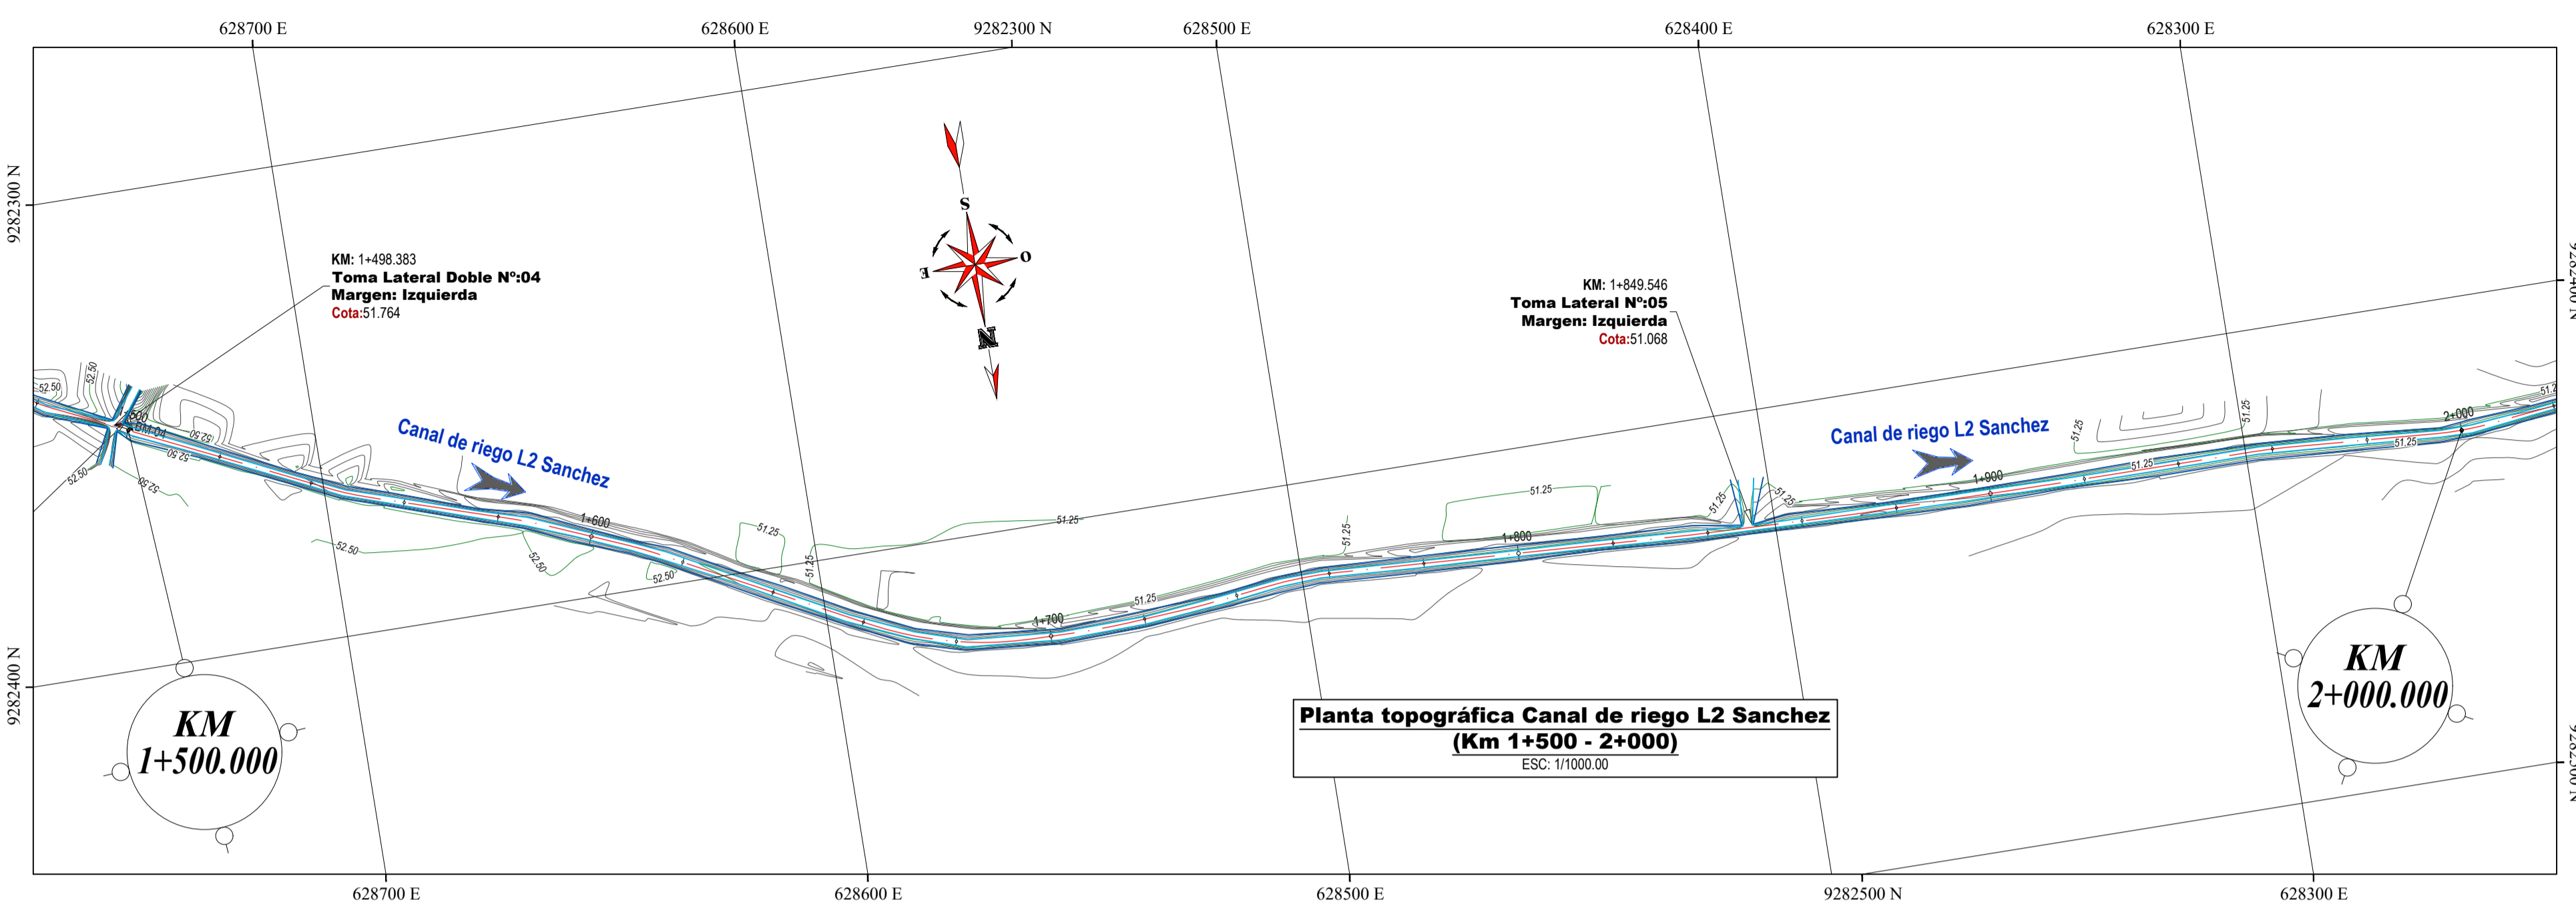 628700 E
628600 E
9282300 N
628500 E
628400 E
628300 E
9282300 N
9282400 N
S
O
E
N
KM: 1+498.383
Toma Lateral Doble Nº:04
Margen: Izquierda
Cota:51.764
KM: 1+849.546
Toma Lateral Nº:05
Margen: Izquierda
Cota:51.068
52.50
52.50
BM-04
52.50
52.50
52.50
52.50
Canal de riego L2 Sanchez
1+600
52.50
52.50
52.50
51.25
51.25
51.25
1+700
51.25
51.25
51.25
1+800
51.25
51.25
Canal de riego L2 Sanchez
1+900
51.25
51.25
51.25
51.25
2+000
KM
1+500.000
KM
2+000.000
Planta topográfica Canal de riego L2 Sanchez
(Km 1+500 - 2+000)
ESC: 1/1000.00
9282400 N
628700 E
628600 E
628500 E
9282500 N
628300 E